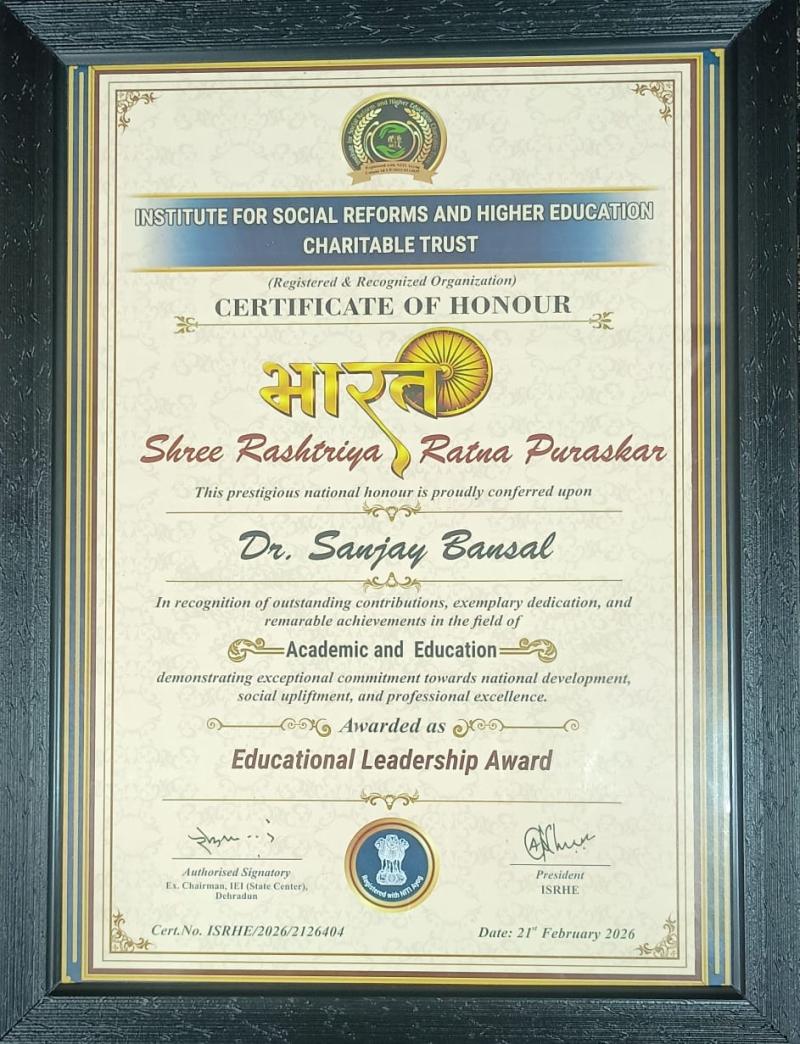 INSTITUTE FOR SOCIAL REFORMS AND HIGHER EDUCATION
CHARITABLE TRUST
(Registered & Recognized Organization)
CERTIFICATE OF HONOUR
भारत
Shree Rashtriya Ratna Puraskar
This prestigious national honour is proudly conferred upon
Dr. Sanjay Bansal
In recognition of outstanding contributions, exemplary dedication, and
remarable achievements in the field of
Academic and Education
demonstrating exceptional commitment towards national development,
social upliftment, and professional excellence.
Awarded as
Educational Leadership Award
Authorised Signatory
Ex. Chairman, IEI (State Center),
Dehradun
Registered with NITI Aayog
President
ISRHE
Cert.No. ISRHE/2026/2126404
Date: 21st February 2026